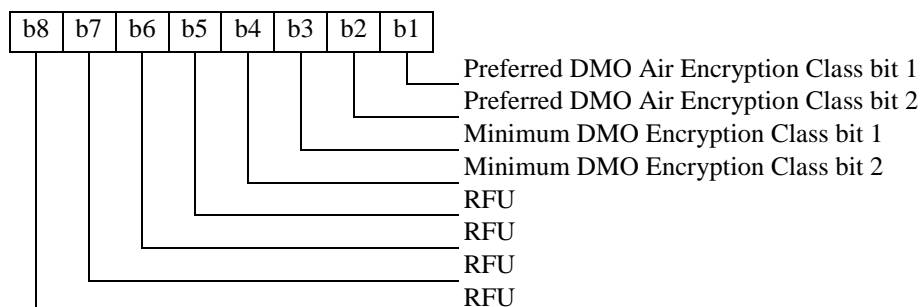 b8 b7 b6 b5 b4 b3 b2 b1
Preferred DMO Air Encryption Class bit 1
Preferred DMO Air Encryption Class bit 2
Minimum DMO Encryption Class bit 1
Minimum DMO Encryption Class bit 2
RFU
RFU
RFU
RFU